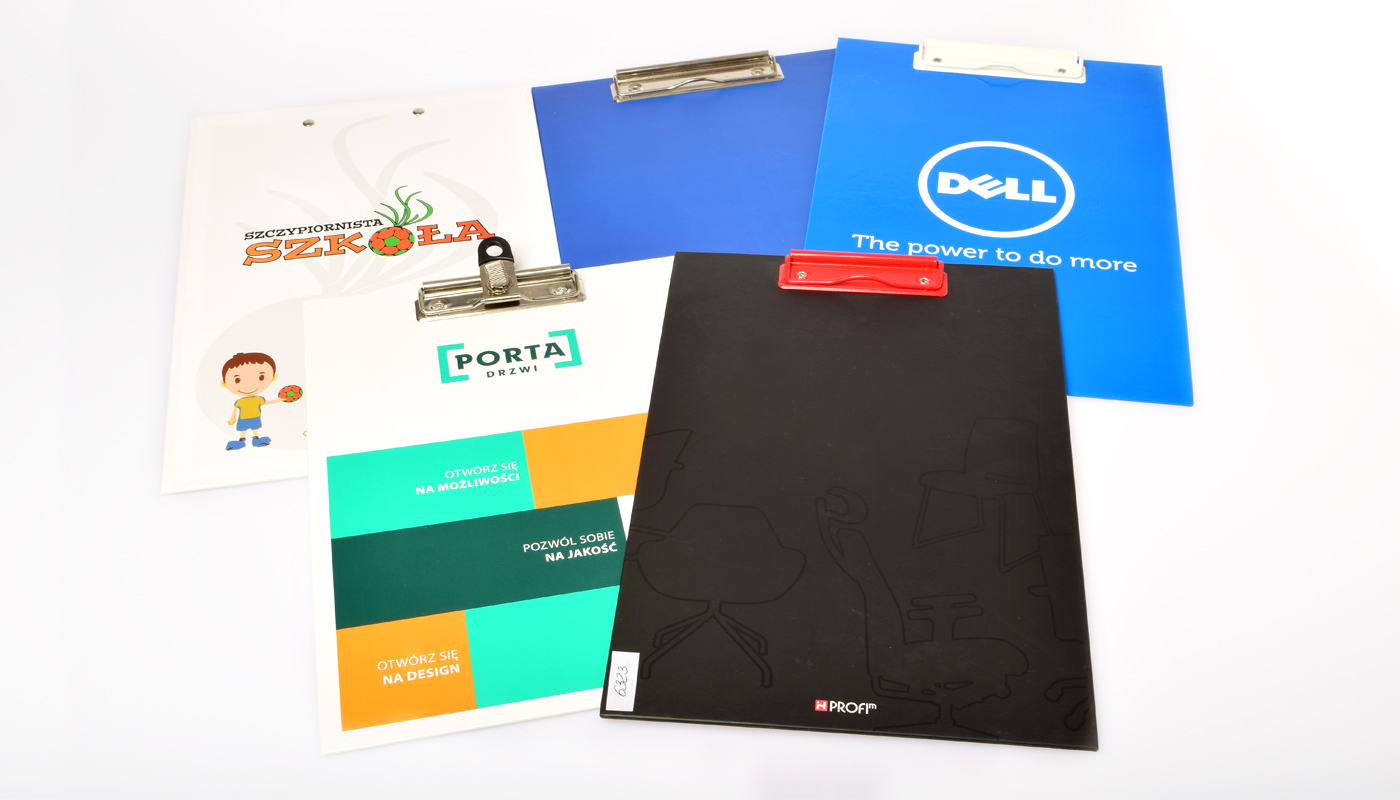 SZCZYPIORNISTA
SZKOŁA
DELL
The power to do more
PORTA
DRZWI
OTWÓRZ SIĘ
NA MOŻLIWOŚCI
POZWÓL SOBIE
NA JAKOŚĆ
OTWÓRZ SIĘ
NA DESIGN
6323
PROFIm